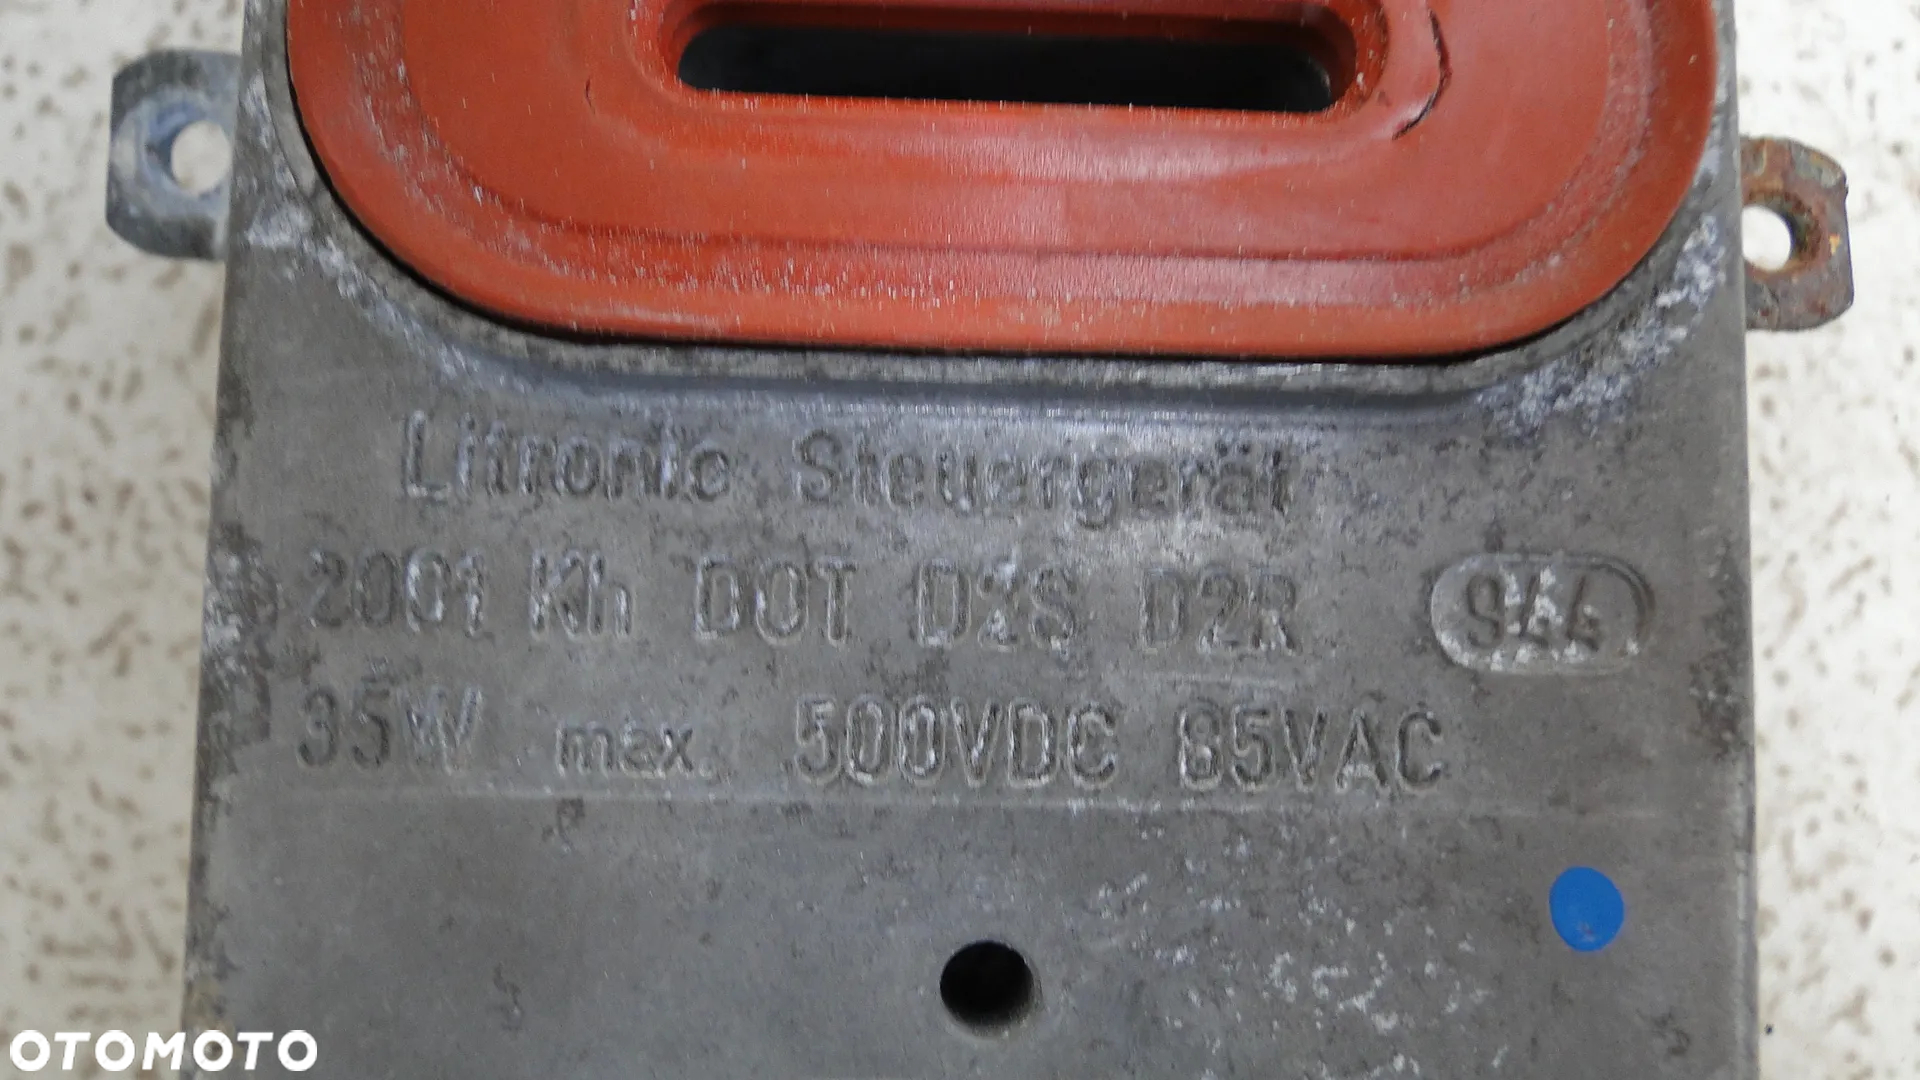 Litronic Steuergerät
2001 Kh DOT D2S D2R 944
35W max. 500VDC 85VAC
OTOMOTO